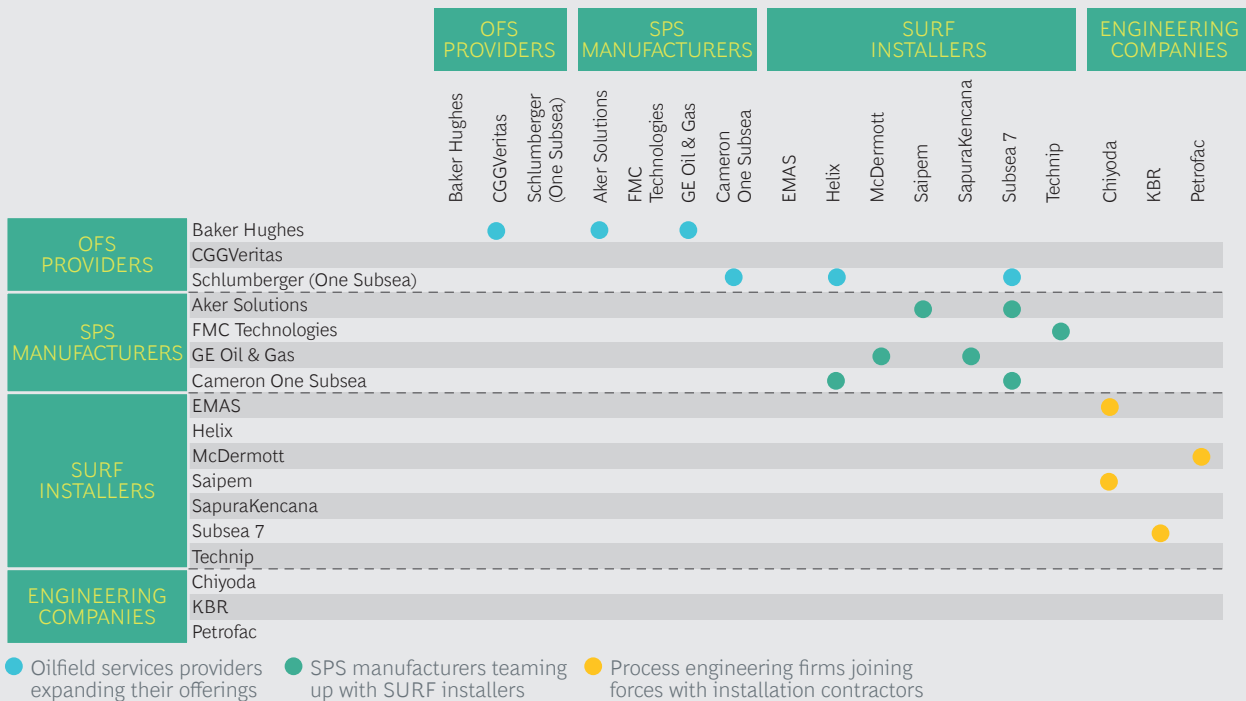 OFS
PROVIDERS
SPS
MANUFACTURERS
SURF
INSTALLERS
ENGINEERING
COMPANIES
Baker Hughes
CGGVeritas
Schlumberger
(One Subsea)
Aker Solutions
FMC
Technologies
GE Oil & Gas
Cameron
One Subsea
EMAS
Helix
McDermott
Saipem
SapuraKencana
Subsea 7
Technip
Chiyoda
KBR
Petrofac
OFS
PROVIDERS
Baker Hughes
CGGVeritas
Schlumberger (One Subsea)
SPS
MANUFACTURERS
Aker Solutions
FMC Technologies
GE Oil & Gas
Cameron One Subsea
SURF
INSTALLERS
EMAS
Helix
McDermott
Saipem
SapuraKencana
Subsea 7
Technip
ENGINEERING
COMPANIES
Chiyoda
KBR
Petrofac
Oilfield services providers
expanding their offerings
SPS manufacturers teaming
up with SURF installers
Process engineering firms joining
forces with installation contractors